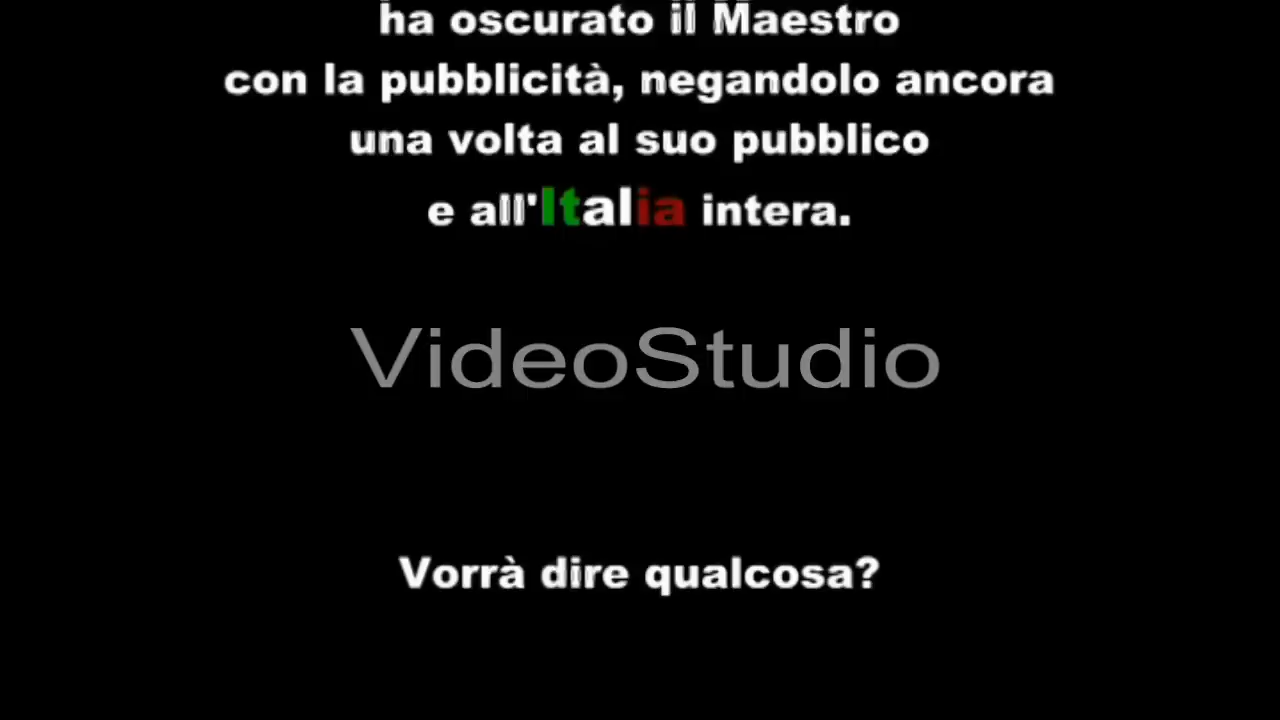 ha oscurato il Maestro
con la pubblicità, negandolo ancora
una volta al suo pubblico
e all'Italia intera.
VideoStudio
Vorrà dire qualcosa?